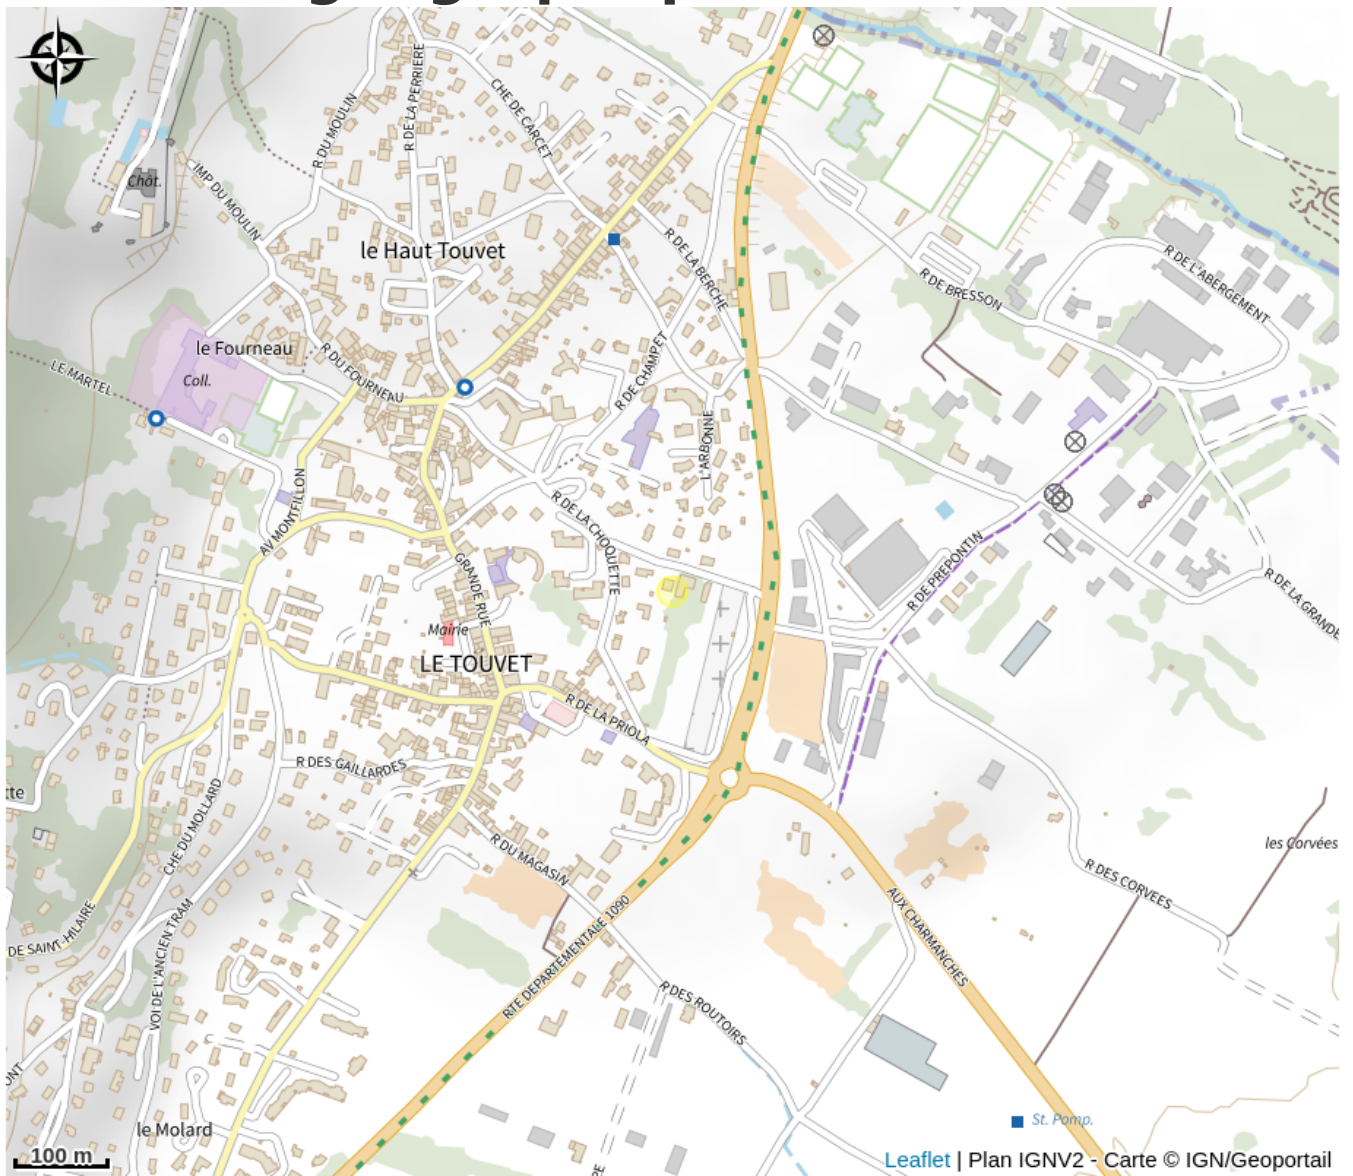 R DU MOULIN
R DE LA PERRIERE
CHE DE CARCET
Chât.
IMP DU MOULIN
le Haut Touvet
R DE LA BERCHE
R DE BRESSON
R DE L'ABERGEMENT
le Fourneau
R DU FOURNEAU
LE MARTEL
Coll.
R DE CHAMPET
L'ARBONNE
AV MONTFILLON
R DE LA CHOQUETTE
GRANDE RUE
R DE PREPONTIN
R DE LA GRANDE
Mairie
LE TOUVET
R DE LA PRIOLA
R DES GAILLARDES
tte
CHE DU MOLLARD
R DU MAGASIN
les Corvées
R DES CORVEES
DE SAINT-HILAIRE
VOI DE L'ANCIEN TRAM
RTE DEPARTEMENTALE 1090
AUX CHARMANCHES
R DES ROUTOIRS
ONT
le Molard
St. Pomp.
RE
100 m
Leaflet | Plan IGNV2 - Carte © IGN/Geoportail